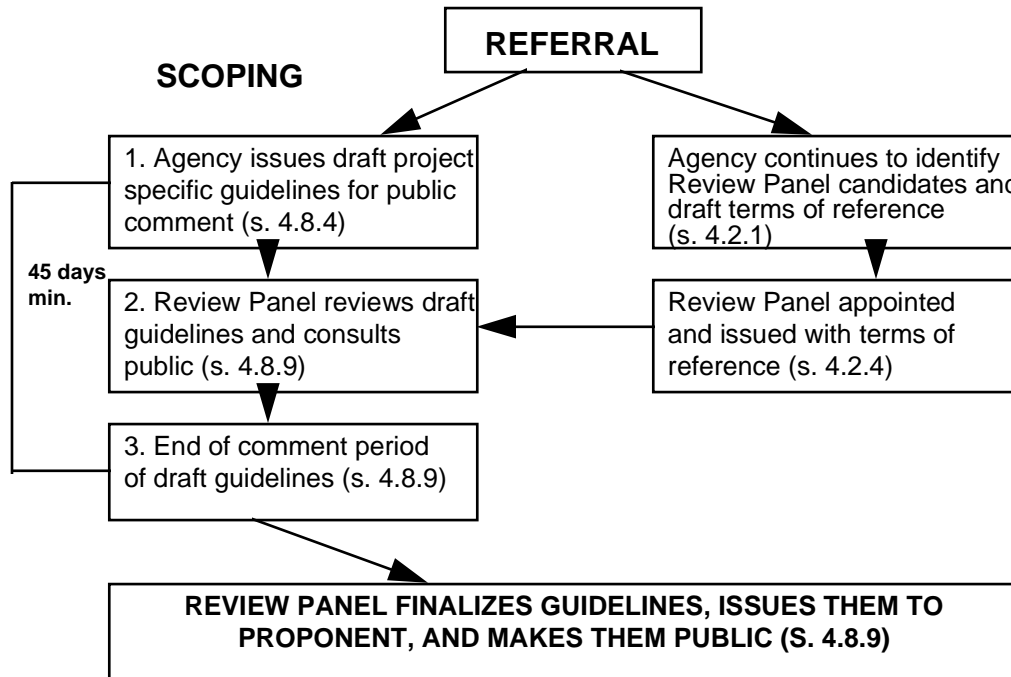 REFERRAL
SCOPING
1. Agency issues draft project
specific guidelines for public
comment (s. 4.8.4)
Agency continues to identify
Review Panel candidates and
draft terms of reference
(s. 4.2.1)
45 days
min.
2. Review Panel reviews draft
guidelines and consults
public (s. 4.8.9)
Review Panel appointed
and issued with terms of
reference (s. 4.2.4)
3. End of comment period
of draft guidelines (s. 4.8.9)
REVIEW PANEL FINALIZES GUIDELINES, ISSUES THEM TO
PROPONENT, AND MAKES THEM PUBLIC (S. 4.8.9)